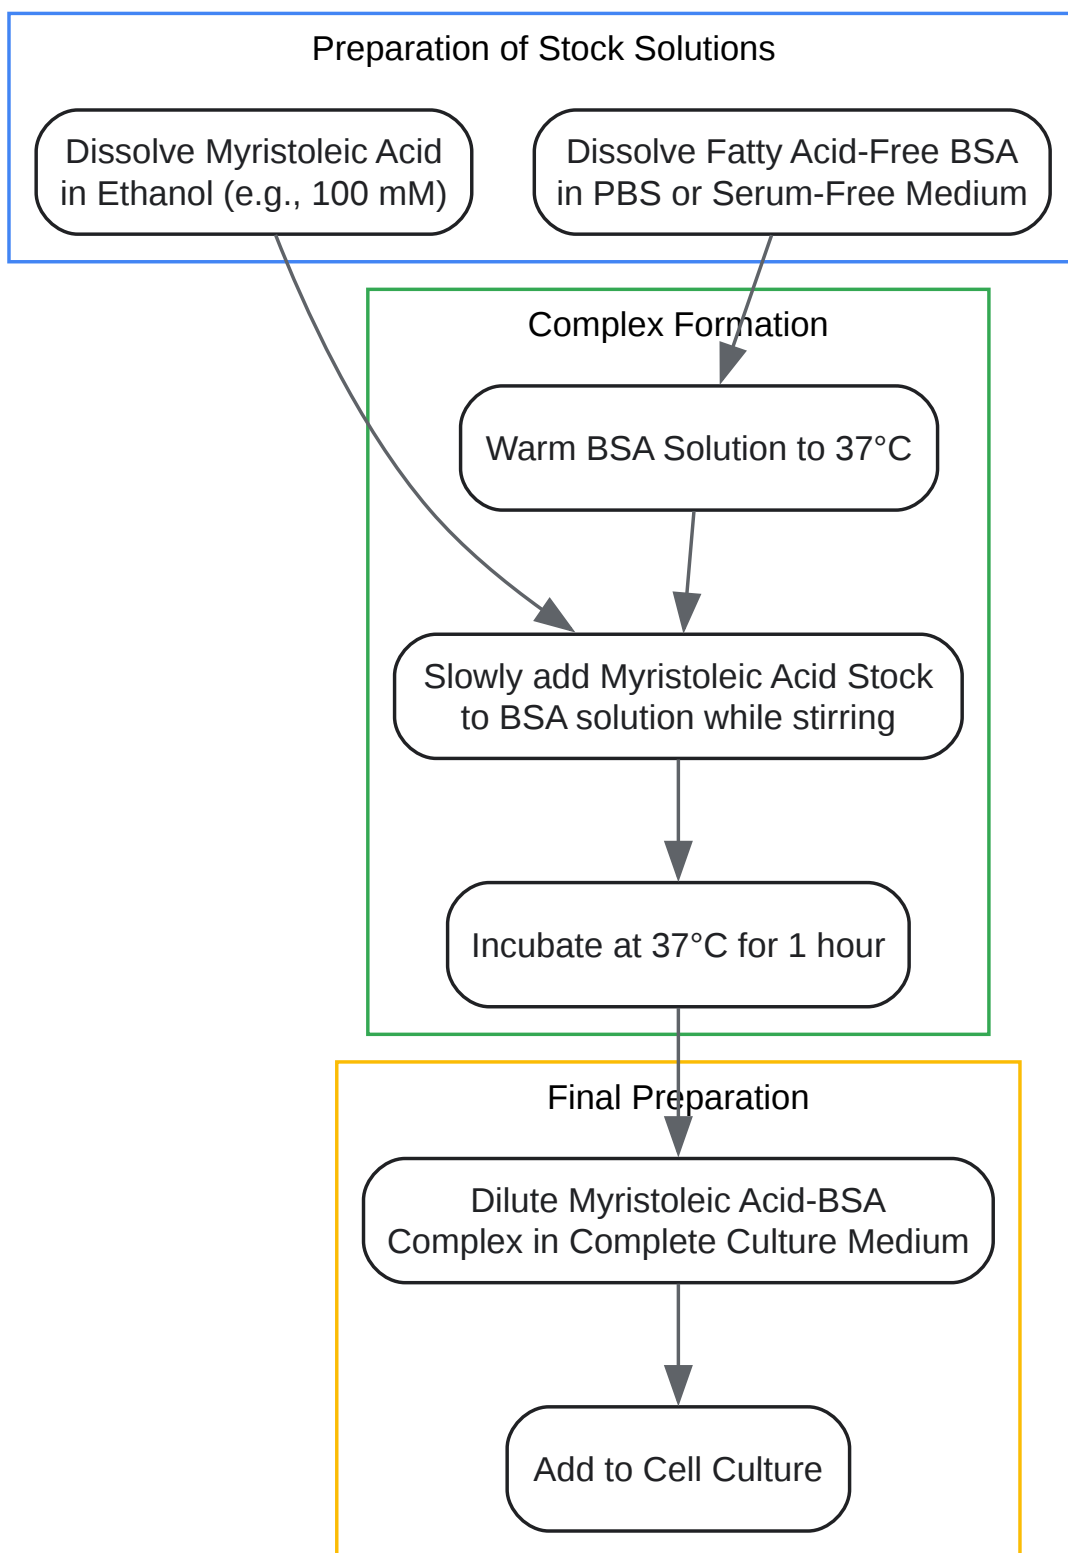 Preparation of Stock Solutions
Dissolve Myristoleic Acid
in Ethanol (e.g., 100 mM)
Dissolve Fatty Acid-Free BSA
in PBS or Serum-Free Medium
Complex Formation
Warm BSA Solution to 37°C
Slowly add Myristoleic Acid Stock
to BSA solution while stirring
Incubate at 37°C for 1 hour
Final Preparation
Dilute Myristoleic Acid-BSA
Complex in Complete Culture Medium
Add to Cell Culture